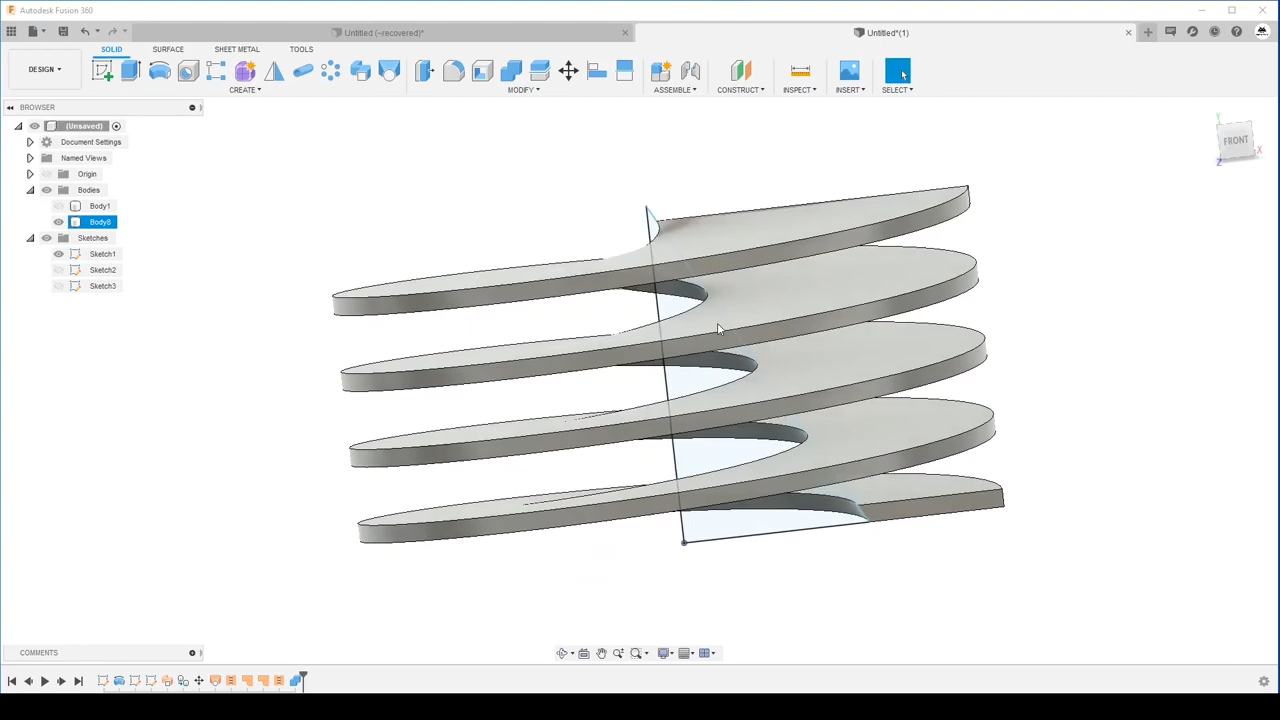 Autodesk Fusion 360
Untitled (~recovered)*
Untitled*(1)
SOLID SURFACE SHEET METAL TOOLS
DESIGN
CREATE MODIFY ASSEMBLE CONSTRUCT INSPECT INSERT SELECT
BROWSER
(Unsaved)
Document Settings
Named Views
Origin
Bodies
Body1
Body8
Sketches
Sketch1
Sketch2
Sketch3
Y
FRONT
X
Z
COMMENTS